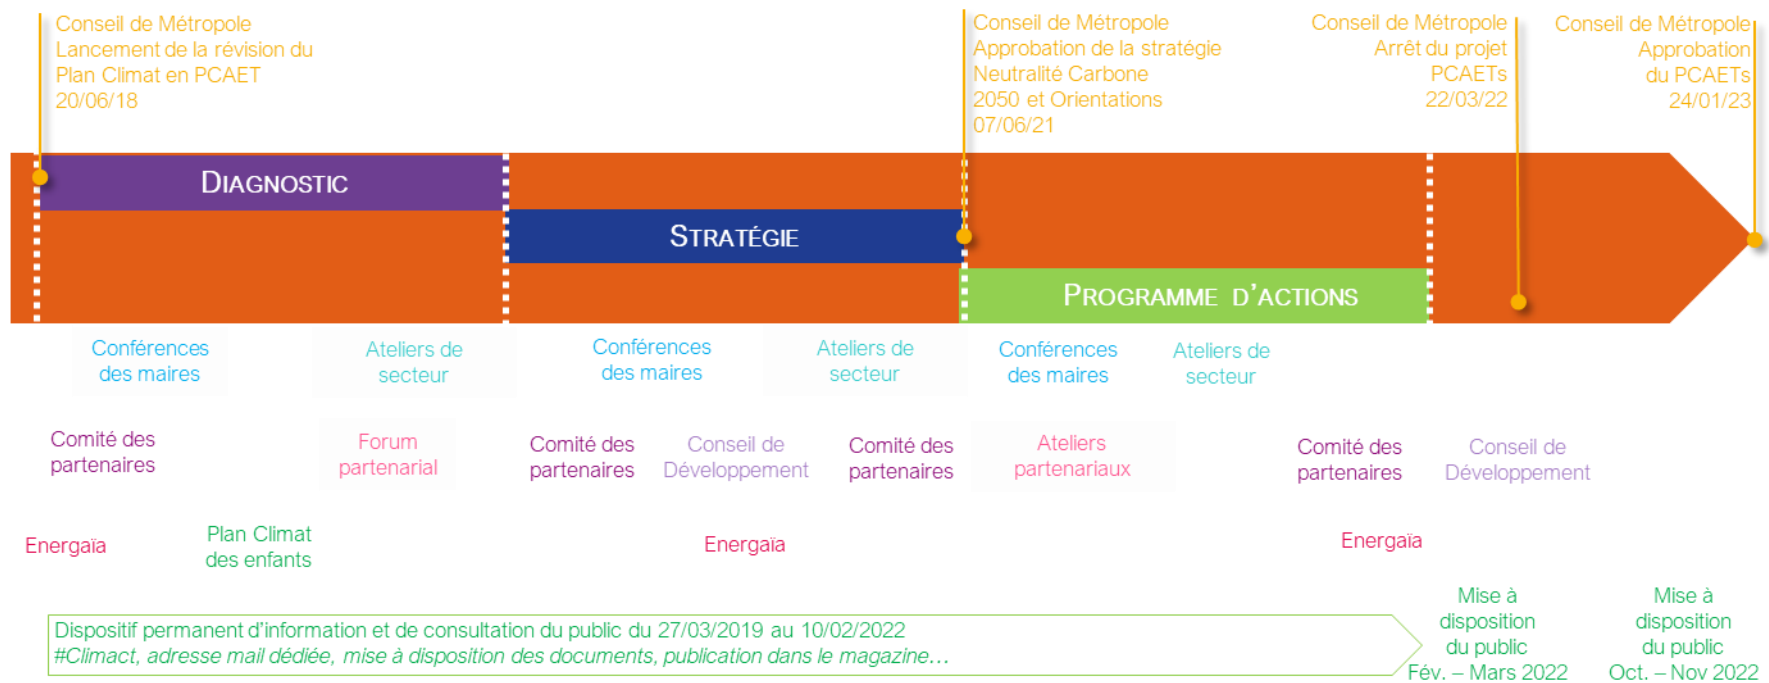 Conseil de Métropole
Lancement de la révision du
Plan Climat en PCAET
20/06/18
Conseil de Métropole
Approbation de la stratégie
Neutralité Carbone
2050 et Orientations
07/06/21
Conseil de Métropole
Arrêt du projet
PCAETs
22/03/22
Conseil de Métropole
Approbation
du PCAETs
24/01/23
DIAGNOSTIC
STRATÉGIE
PROGRAMME D'ACTIONS
Conférences
des maires
Ateliers de
secteur
Conférences
des maires
Ateliers de
secteur
Conférences
des maires
Ateliers de
secteur
Comité des
partenaires
Forum
partenarial
Comité des
partenaires
Conseil de
Développement
Comité des
partenaires
Ateliers
partenariaux
Comité des
partenaires
Conseil de
Développement
Energaïa
Plan Climat
des enfants
Energaïa
Energaïa
Dispositif permanent d'information et de consultation du public du 27/03/2019 au 10/02/2022
#Climact, adresse mail dédiée, mise à disposition des documents, publication dans le magazine…
Mise à
disposition
du public
Fév. – Mars 2022
Mise à
disposition
du public
Oct. – Nov 2022